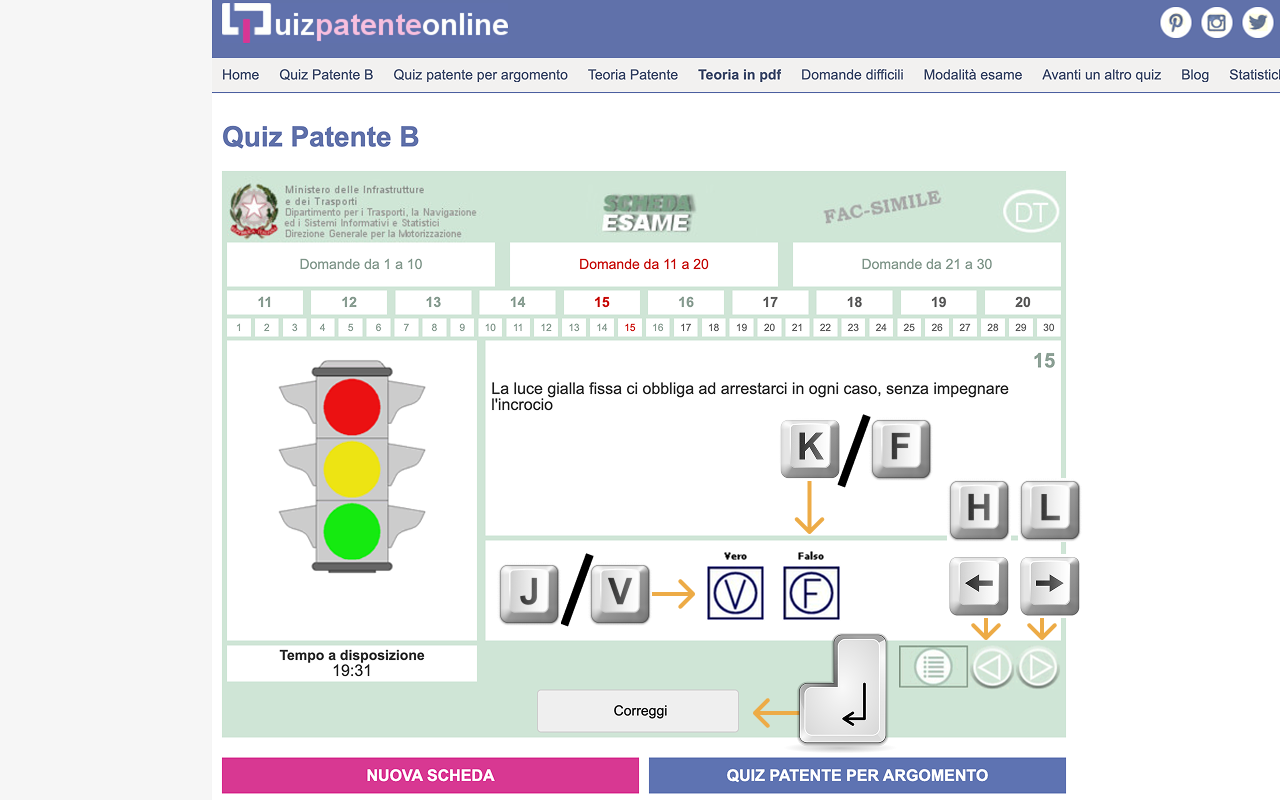 uizpatenteonline
Home Quiz Patente B Quiz patente per argomento Teoria Patente Teoria in pdf Domande difficili Modalità esame Avanti un altro quiz Blog Statistic
Quiz Patente B
Ministero delle Infrastrutture
e dei Trasporti
Dipartimento per i Trasporti, la Navigazione
ed i Sistemi Informativi e Statistici
Direzione Generale per la Motorizzazione
SCHEDA
ESAME
FAC-SIMILE
DT
Domande da 1 a 10 Domande da 11 a 20 Domande da 21 a 30
11 12 13 14 15 16 17 18 19 20
1 2 3 4 5 6 7 8 9 10 11 12 13 14 15 16 17 18 19 20 21 22 23 24 25 26 27 28 29 30
15
La luce gialla fissa ci obbliga ad arrestarci in ogni caso, senza impegnare
l'incrocio
K / F
H L
Vero Falso
J / V V F
Tempo a disposizione
19:31
Correggi
NUOVA SCHEDA QUIZ PATENTE PER ARGOMENTO